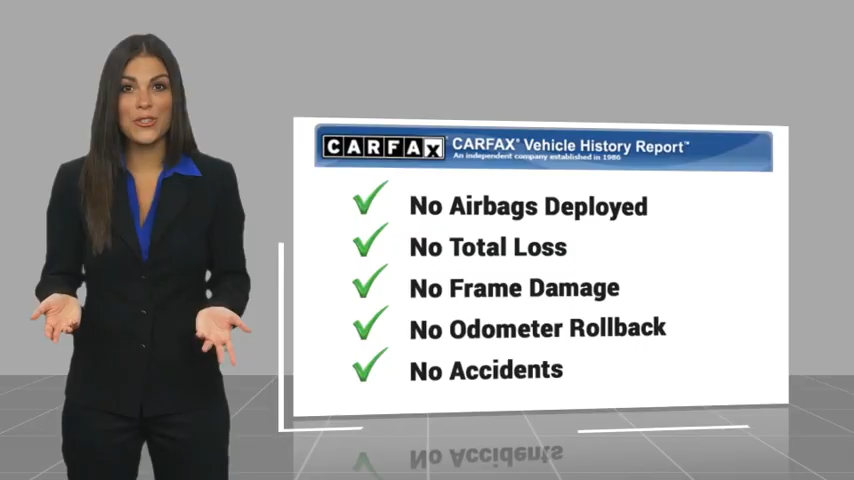 CARFAX CARFAX® Vehicle History Report™
An independent company established in 1986
No Airbags Deployed
No Total Loss
No Frame Damage
No Odometer Rollback
No Accidents
No Accidents